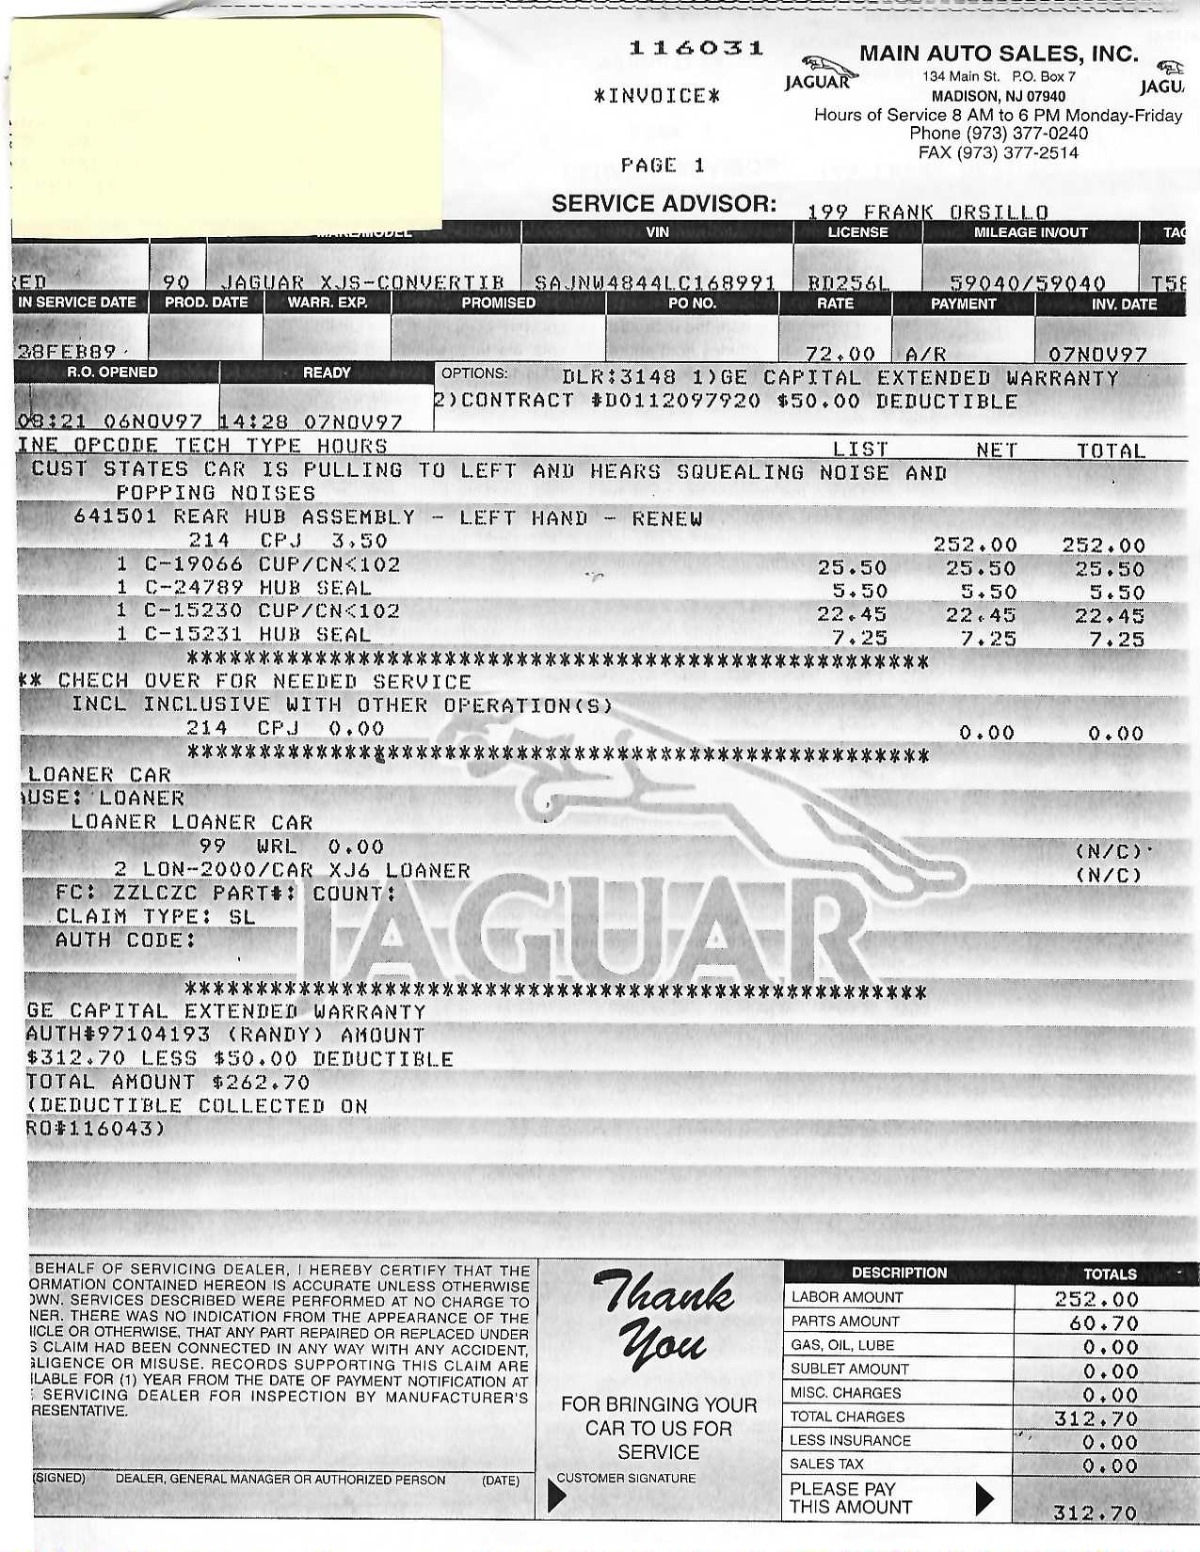 116031
*INVOICE*
PAGE 1
JAGUAR
MAIN AUTO SALES, INC.
134 Main St. P.O. Box 7
MADISON, NJ 07940
Hours of Service 8 AM to 6 PM Monday-Friday
Phone (973) 377-0240
FAX (973) 377-2514
JAGU
SERVICE ADVISOR: 199 FRANK ORSILLO
MAKE/MODEL VIN LICENSE MILEAGE IN/OUT TAG
RED 90 JAGUAR XJS-CONVERTIB SAJNW4844LC168991 BD256L 59040/59040 T58
IN SERVICE DATE PROD. DATE WARR. EXP. PROMISED PO NO. RATE PAYMENT INV. DATE
28FEB89 72.00 A/R 07NOV97
R.O. OPENED READY OPTIONS: DLR:3148 1)GE CAPITAL EXTENDED WARRANTY
2)CONTRACT #D0112097920 $50.00 DEDUCTIBLE
08:21 06NOV97 14:28 07NOV97
INE OPCODE TECH TYPE HOURS LIST NET TOTAL
CUST STATES CAR IS PULLING TO LEFT AND HEARS SQUEALING NOISE AND
POPPING NOISES
641501 REAR HUB ASSEMBLY - LEFT HAND - RENEW
214 CPJ 3.50 252.00 252.00
1 C-19066 CUP/CN<102 25.50 25.50 25.50
1 C-24789 HUB SEAL 5.50 5.50 5.50
1 C-15230 CUP/CN<102 22.45 22.45 22.45
1 C-15231 HUB SEAL 7.25 7.25 7.25
****************************************************
** CHECH OVER FOR NEEDED SERVICE
INCL INCLUSIVE WITH OTHER OPERATION(S)
214 CPJ 0.00 0.00 0.00
****************************************************
LOANER CAR
AUSE: LOANER
LOANER LOANER CAR
99 WRL 0.00 (N/C)
2 LON-2000/CAR XJ6 LOANER (N/C)
FC: ZZLCZC PART#: COUNT:
CLAIM TYPE: SL
AUTH CODE:
JAGUAR
****************************************************
GE CAPITAL EXTENDED WARRANTY
AUTH#97104193 (RANDY) AMOUNT
$312.70 LESS $50.00 DEDUCTIBLE
TOTAL AMOUNT $262.70
(DEDUCTIBLE COLLECTED ON
RO#116043)
BEHALF OF SERVICING DEALER, I HEREBY CERTIFY THAT THE
ORMATION CONTAINED HEREON IS ACCURATE UNLESS OTHERWISE
OWN. SERVICES DESCRIBED WERE PERFORMED AT NO CHARGE TO
NER. THERE WAS NO INDICATION FROM THE APPEARANCE OF THE
ICLE OR OTHERWISE, THAT ANY PART REPAIRED OR REPLACED UNDER
S CLAIM HAD BEEN CONNECTED IN ANY WAY WITH ANY ACCIDENT,
GLIGENCE OR MISUSE. RECORDS SUPPORTING THIS CLAIM ARE
ILABLE FOR (1) YEAR FROM THE DATE OF PAYMENT NOTIFICATION AT
SERVICING DEALER FOR INSPECTION BY MANUFACTURER'S
RESENTATIVE.
(SIGNED) DEALER, GENERAL MANAGER OR AUTHORIZED PERSON (DATE)
Thank
You
FOR BRINGING YOUR
CAR TO US FOR
SERVICE
CUSTOMER SIGNATURE
DESCRIPTION TOTALS
LABOR AMOUNT 252.00
PARTS AMOUNT 60.70
GAS, OIL, LUBE 0.00
SUBLET AMOUNT 0.00
MISC. CHARGES 0.00
TOTAL CHARGES 312.70
LESS INSURANCE 0.00
SALES TAX 0.00
PLEASE PAY
THIS AMOUNT 312.70